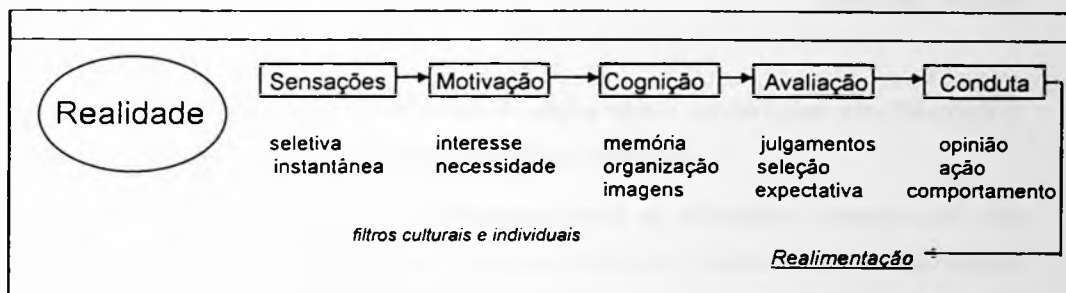 Realidade
Sensações
Motivação
Cognição
Avaliação
Conduta
seletiva
instantânea
interesse
necessidade
memória
organização
imagens
julgamentos
seleção
expectativa
opinião
ação
comportamento
filtros culturais e individuais
Realimentação